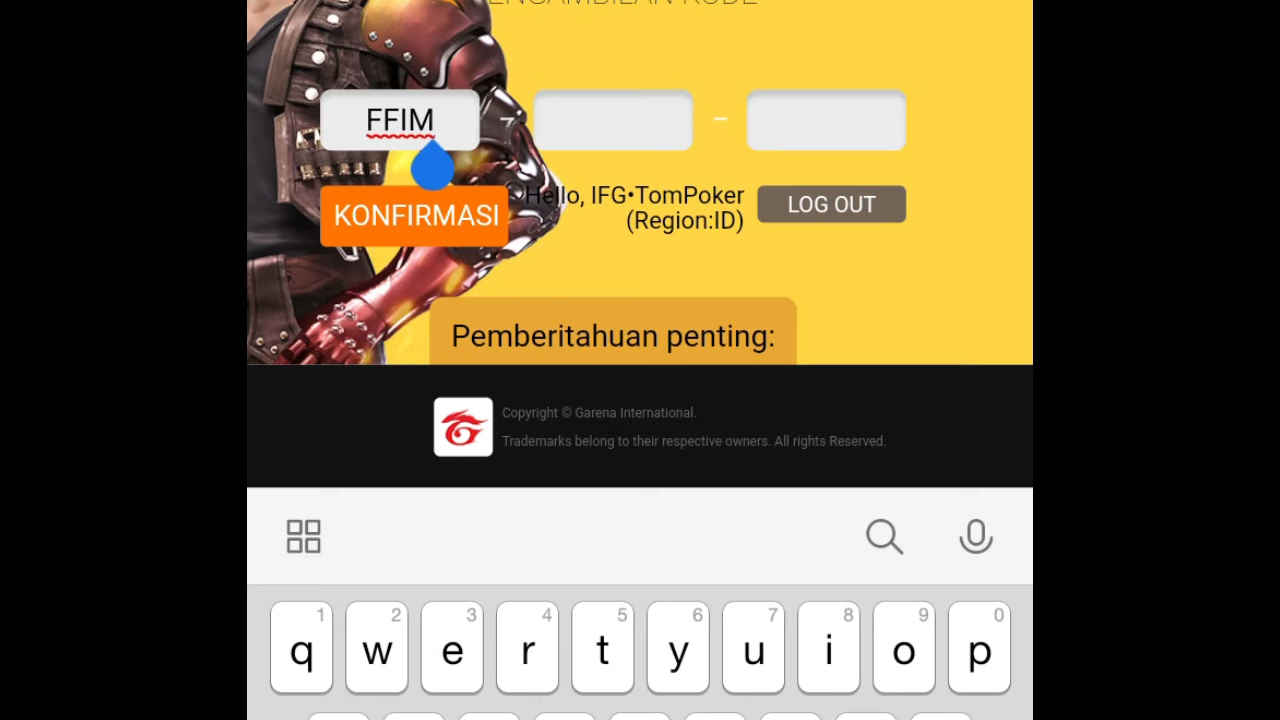 FFIM - -
KONFIRMASI
Hello, IFG•TomPoker
(Region:ID)
LOG OUT
Pemberitahuan penting:
Copyright © Garena International.
Trademarks belong to their respective owners. All rights Reserved.
1 2 3 4 5 6 7 8 9 0
q w e r t y u i o p